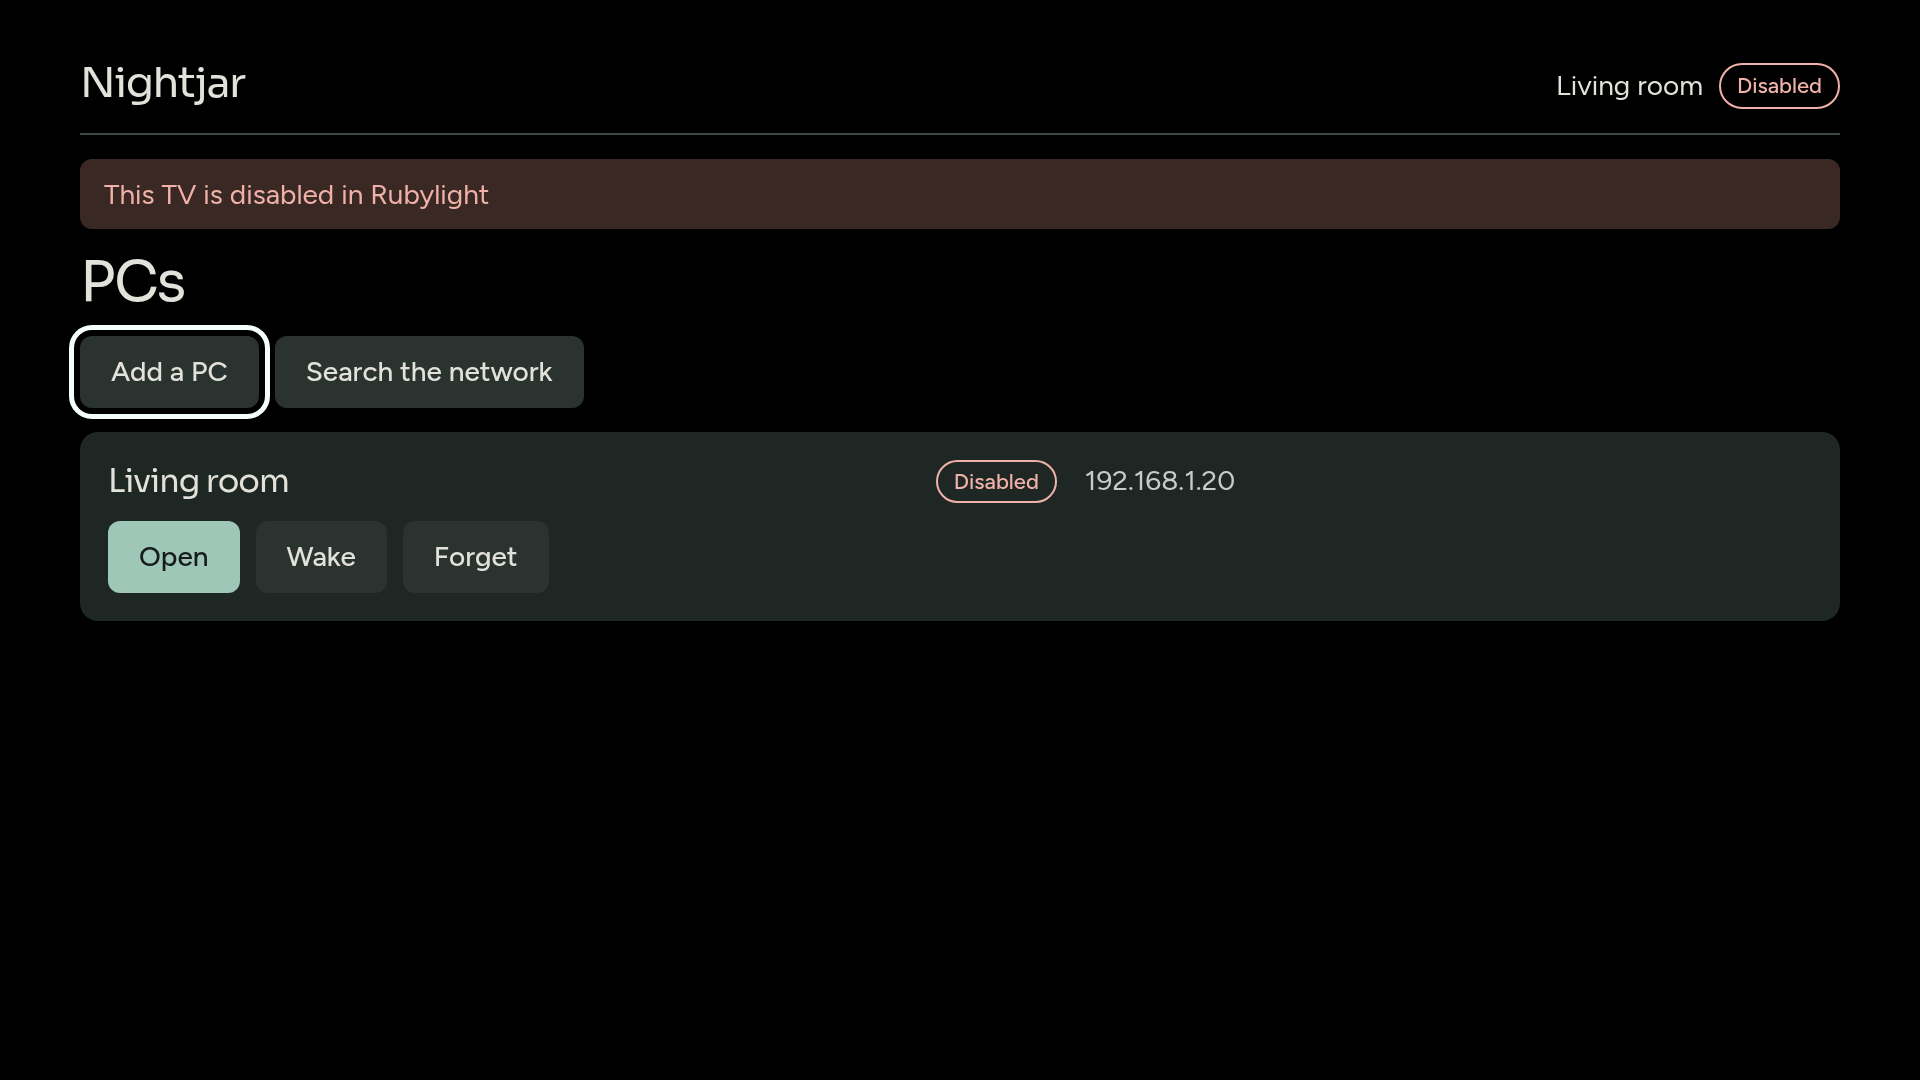 Nightjar
Living room Disabled
This TV is disabled in Rubylight
PCs
Add a PC Search the network
Living room Disabled 192.168.1.20
Open Wake Forget